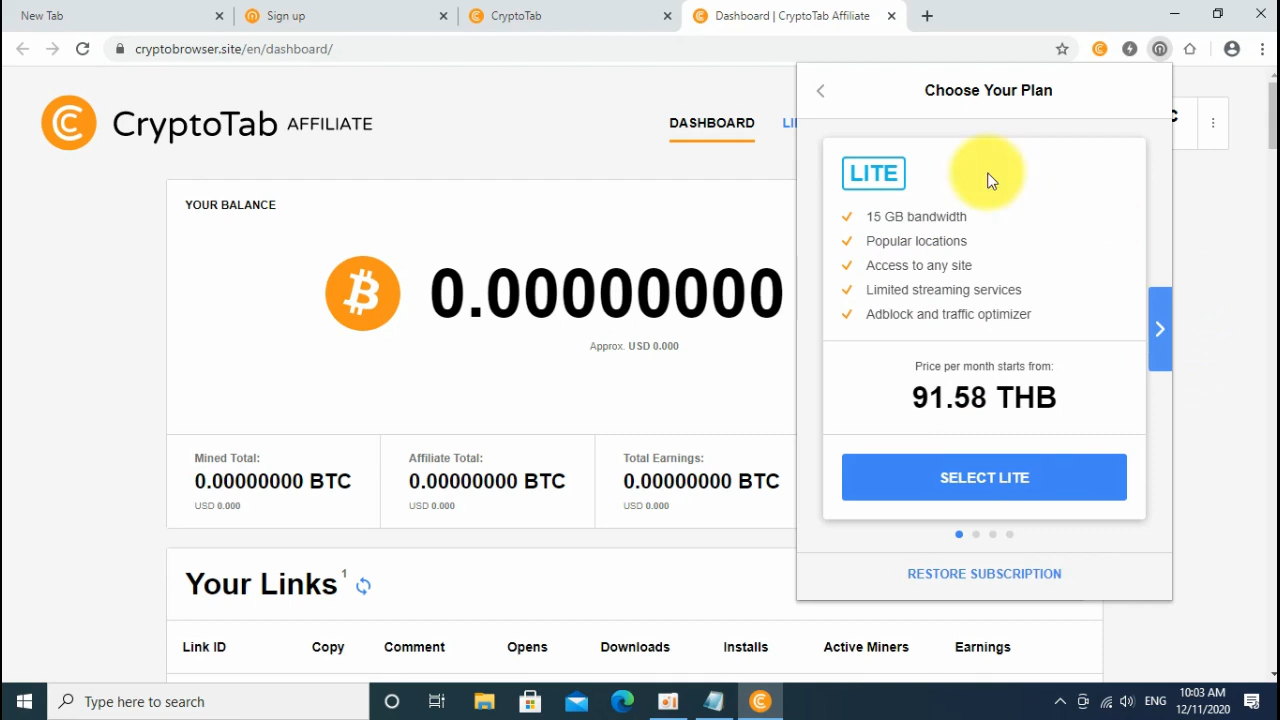 New Tab
Sign up
CryptoTab
Dashboard | CryptoTab Affiliate
cryptobrowser.site/en/dashboard/
CryptoTab AFFILIATE
DASHBOARD
LI
C
YOUR BALANCE
0.00000000
Approx. USD 0.000
Mined Total:
0.00000000 BTC
USD 0.000
Affiliate Total:
0.00000000 BTC
USD 0.000
Total Earnings:
0.00000000 BTC
USD 0.000
Your Links 1
Link ID
Copy
Comment
Opens
Downloads
Installs
Active Miners
Earnings
Choose Your Plan
LITE
15 GB bandwidth
Popular locations
Access to any site
Limited streaming services
Adblock and traffic optimizer
Price per month starts from:
91.58 THB
SELECT LITE
RESTORE SUBSCRIPTION
Type here to search
ENG
10:03 AM
12/11/2020